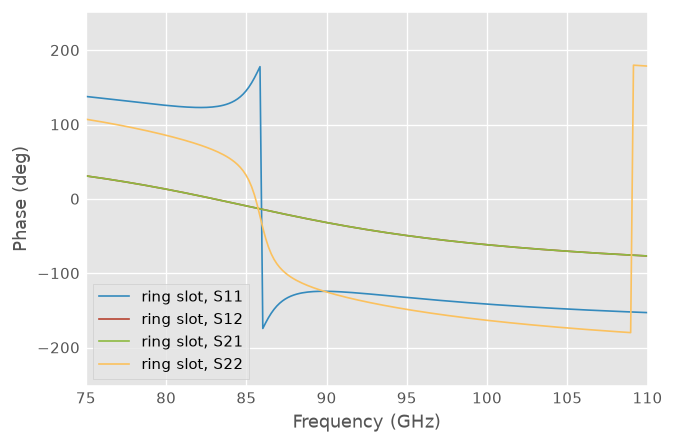 200
100
0
−100
−200
Phase (deg)
ring slot, S11
ring slot, S12
ring slot, S21
ring slot, S22
75 80 85 90 95 100 105 110
Frequency (GHz)